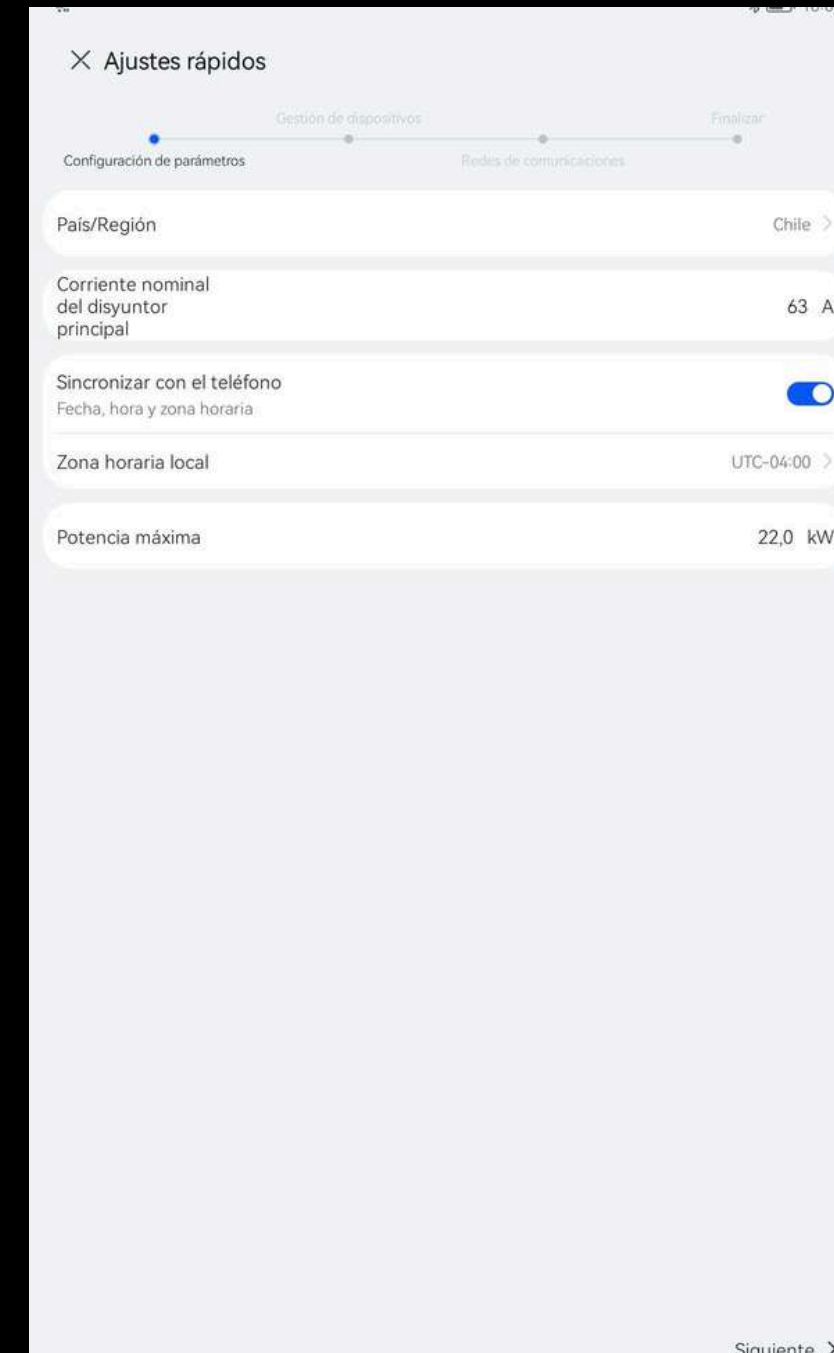 Ajustes rápidos
Gestión de dispositivos
Finalizar
Configuración de parámetros
Redes de comunicaciones
País/Región
Chile
Corriente nominal
del disyuntor
principal
63 A
Sincronizar con el teléfono
Fecha, hora y zona horaria
Zona horaria local
UTC-04:00
Potencia máxima
22,0 kW
Siguiente